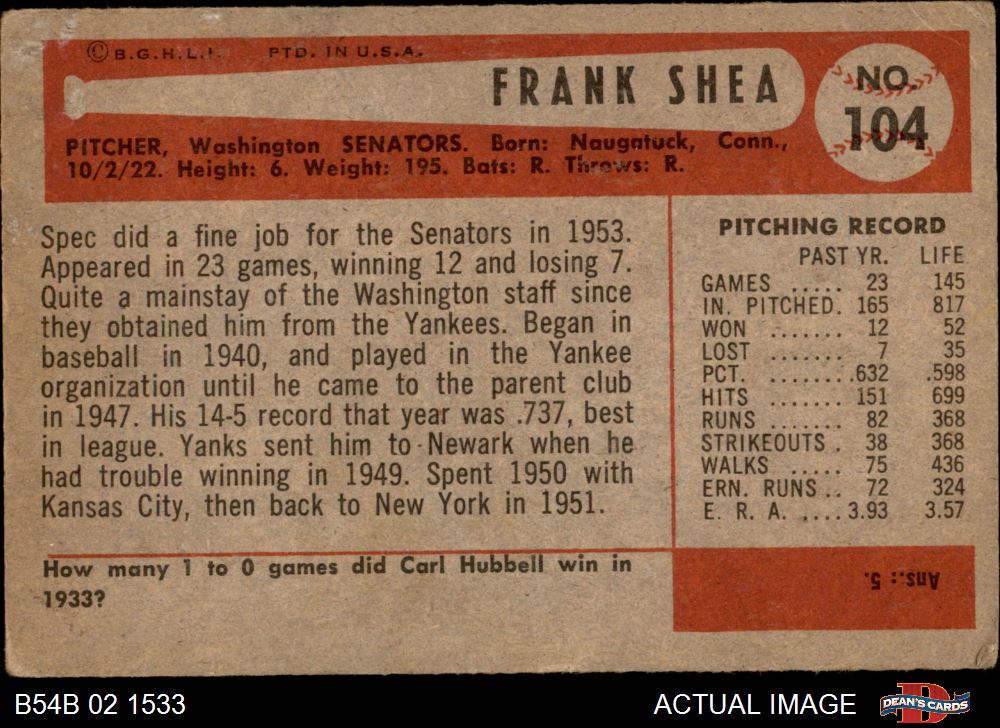 © B.G.H.L.I. PTD. IN U.S.A.
FRANK SHEA
NO.
104
PITCHER, Washington SENATORS. Born: Naugatuck, Conn.,
10/2/22. Height: 6. Weight: 195. Bats: R. Throws: R.
Spec did a fine job for the Senators in 1953.
Appeared in 23 games, winning 12 and losing 7.
Quite a mainstay of the Washington staff since
they obtained him from the Yankees. Began in
baseball in 1940, and played in the Yankee
organization until he came to the parent club
in 1947. His 14-5 record that year was .737, best
in league. Yanks sent him to Newark when he
had trouble winning in 1949. Spent 1950 with
Kansas City, then back to New York in 1951.
PITCHING RECORD
PAST YR. LIFE
GAMES ..... 23 145
IN. PITCHED. 165 817
WON ....... 12 52
LOST ....... 7 35
PCT. ........ .632 .598
HITS ....... 151 699
RUNS ....... 82 368
STRIKEOUTS . 38 368
WALKS ..... 75 436
ERN. RUNS .. 72 324
E. R. A. .... 3.93 3.57
How many 1 to 0 games did Carl Hubbell win in
1933?
Ans.: 5.
B54B 02 1533
ACTUAL IMAGE
D
DEAN'S CARDS